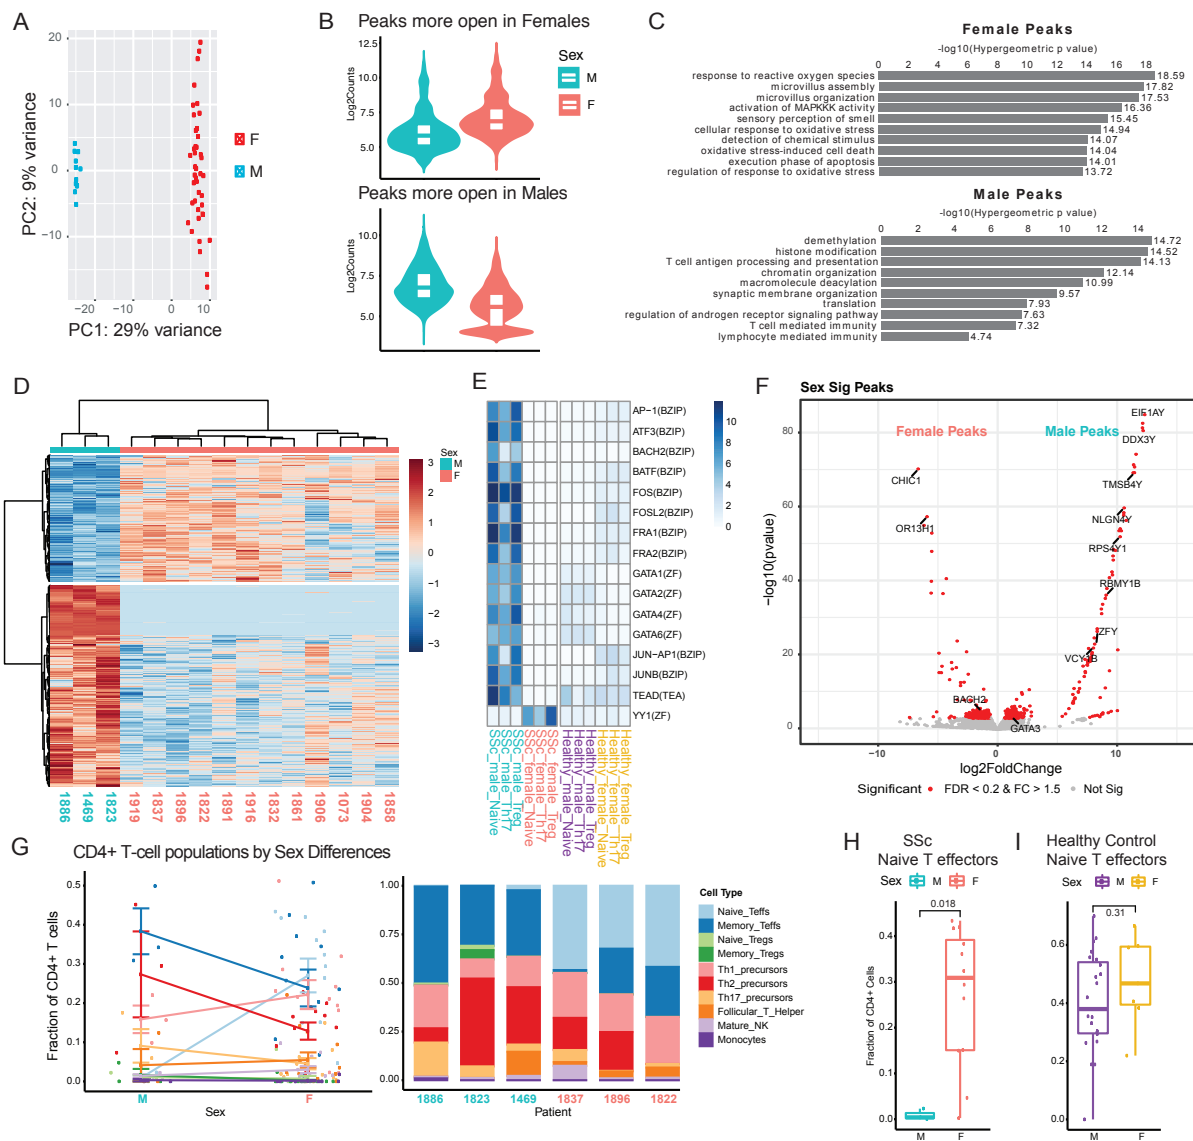 A
20
10
0
−10
−20
−10
0
10
PC1: 29% variance
PC2: 9% variance
F
M
B
Peaks more open in Females
12.5
10.0
7.5
5.0
Log2Counts
Sex
M
F
Peaks more open in Males
10.0
7.5
5.0
Log2Counts
C
Female Peaks
-log10(Hypergeometric p value)
0 2 4 6 8 10 12 14 16 18
response to reactive oxygen species 18.59
microvillus assembly 17.82
microvillus organization 17.53
activation of MAPKKK activity 16.36
sensory perception of smell 15.45
cellular response to oxidative stress 14.94
detection of chemical stimulus 14.07
oxidative stress-induced cell death 14.04
execution phase of apoptosis 14.01
regulation of response to oxidative stress 13.72
Male Peaks
-log10(Hypergeometric p value)
0 2 4 6 8 10 12 14
demethylation 14.72
histone modification 14.52
T cell antigen processing and presentation 14.13
chromatin organization 12.14
macromolecule deacylation 10.99
synaptic membrane organization 9.57
translation 7.93
regulation of androgen receptor signaling pathway 7.63
T cell mediated immunity 7.32
lymphocyte mediated immunity 4.74
D
Sex
M
F
3
2
1
0
−1
−2
−3
1886 1469 1823 1919 1837 1896 1822 1891 1916 1832 1861 1906 1073 1904 1858
E
AP−1(BZIP)
ATF3(BZIP)
BACH2(BZIP)
BATF(BZIP)
FOS(BZIP)
FOSL2(BZIP)
FRA1(BZIP)
FRA2(BZIP)
GATA1(ZF)
GATA2(ZF)
GATA4(ZF)
GATA6(ZF)
JUN−AP1(BZIP)
JUNB(BZIP)
TEAD(TEA)
YY1(ZF)
10
8
6
4
2
0
SSc_male_Naive
SSc_male_Th17
SSc_male_Treg
SSc_female_Naive
SSc_female_Th17
SSc_female_Treg
Healthy_male_Naive
Healthy_male_Th17
Healthy_male_Treg
Healthy_female_Naive
Healthy_female_Th17
Healthy_female_Treg
F
Sex Sig Peaks
Female Peaks
Male Peaks
EIF1AY
DDX3Y
TMSB4Y
NLGN4Y
RPS4Y1
RBMY1B
ZFY
VCY1B
CHIC1
OR13H1
BACH2
GATA3
80
60
40
20
0
−log10(pvalue)
−10
0
10
log2FoldChange
Significant
FDR < 0.2 & FC > 1.5
Not Sig
G
CD4+ T-cell populations by Sex Differences
0.5
0.4
0.3
0.2
0.1
0.0
Fraction of CD4+ T cells
M
F
Sex
1.00
0.75
0.50
0.25
0.00
1886 1823 1469 1837 1896 1822
Patient
Cell Type
Naive_Teffs
Memory_Teffs
Naive_Tregs
Memory_Tregs
Th1_precursors
Th2_precursors
Th17_precursors
Follicular_T_Helper
Mature_NK
Monocytes
H
SSc
Naive T effectors
Sex M F
0.018
0.4
0.3
0.2
0.1
0.0
Fraction of CD4+ Cells
M
F
I
Healthy Control
Naive T effectors
Sex M F
0.31
0.6
0.4
0.2
0.0
M
F